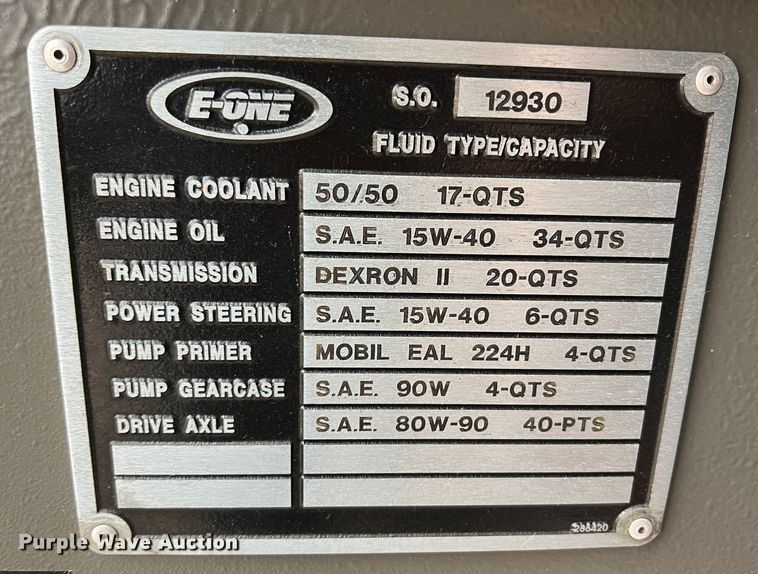 E-ONE
S.O. 12930
FLUID TYPE/CAPACITY
ENGINE COOLANT 50/50 17-QTS
ENGINE OIL S.A.E. 15W-40 34-QTS
TRANSMISSION DEXRON II 20-QTS
POWER STEERING S.A.E. 15W-40 6-QTS
PUMP PRIMER MOBIL EAL 224H 4-QTS
PUMP GEARCASE S.A.E. 90W 4-QTS
DRIVE AXLE S.A.E. 80W-90 40-PTS
Purple Wave Auction